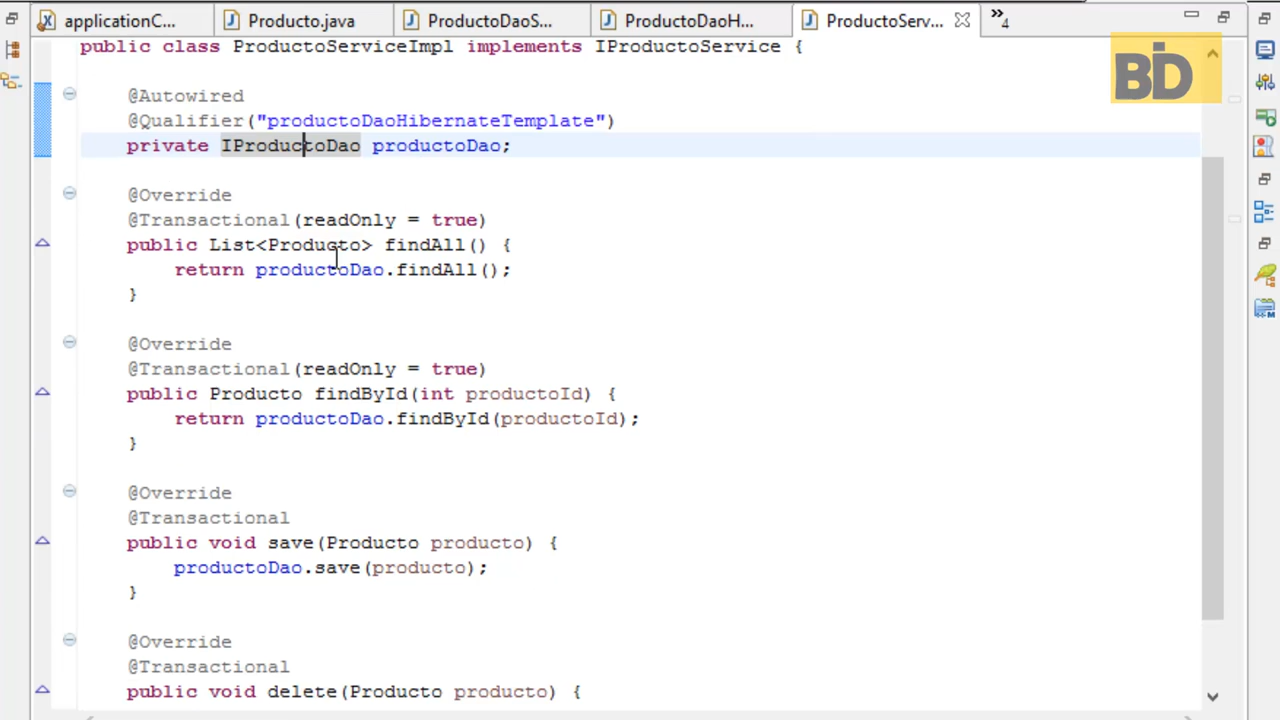 applicationC... Producto.java ProductoDaoS... ProductoDaoH... ProductoServ... »4
public class ProductoServiceImpl implements IProductoService {
BD
@Autowired
@Qualifier("productoDaoHibernateTemplate")
private IProductoDao productoDao;
@Override
@Transactional(readOnly = true)
public List<Producto> findAll() {
return productoDao.findAll();
}
@Override
@Transactional(readOnly = true)
public Producto findById(int productoId) {
return productoDao.findById(productoId);
}
@Override
@Transactional
public void save(Producto producto) {
productoDao.save(producto);
}
@Override
@Transactional
public void delete(Producto producto) {